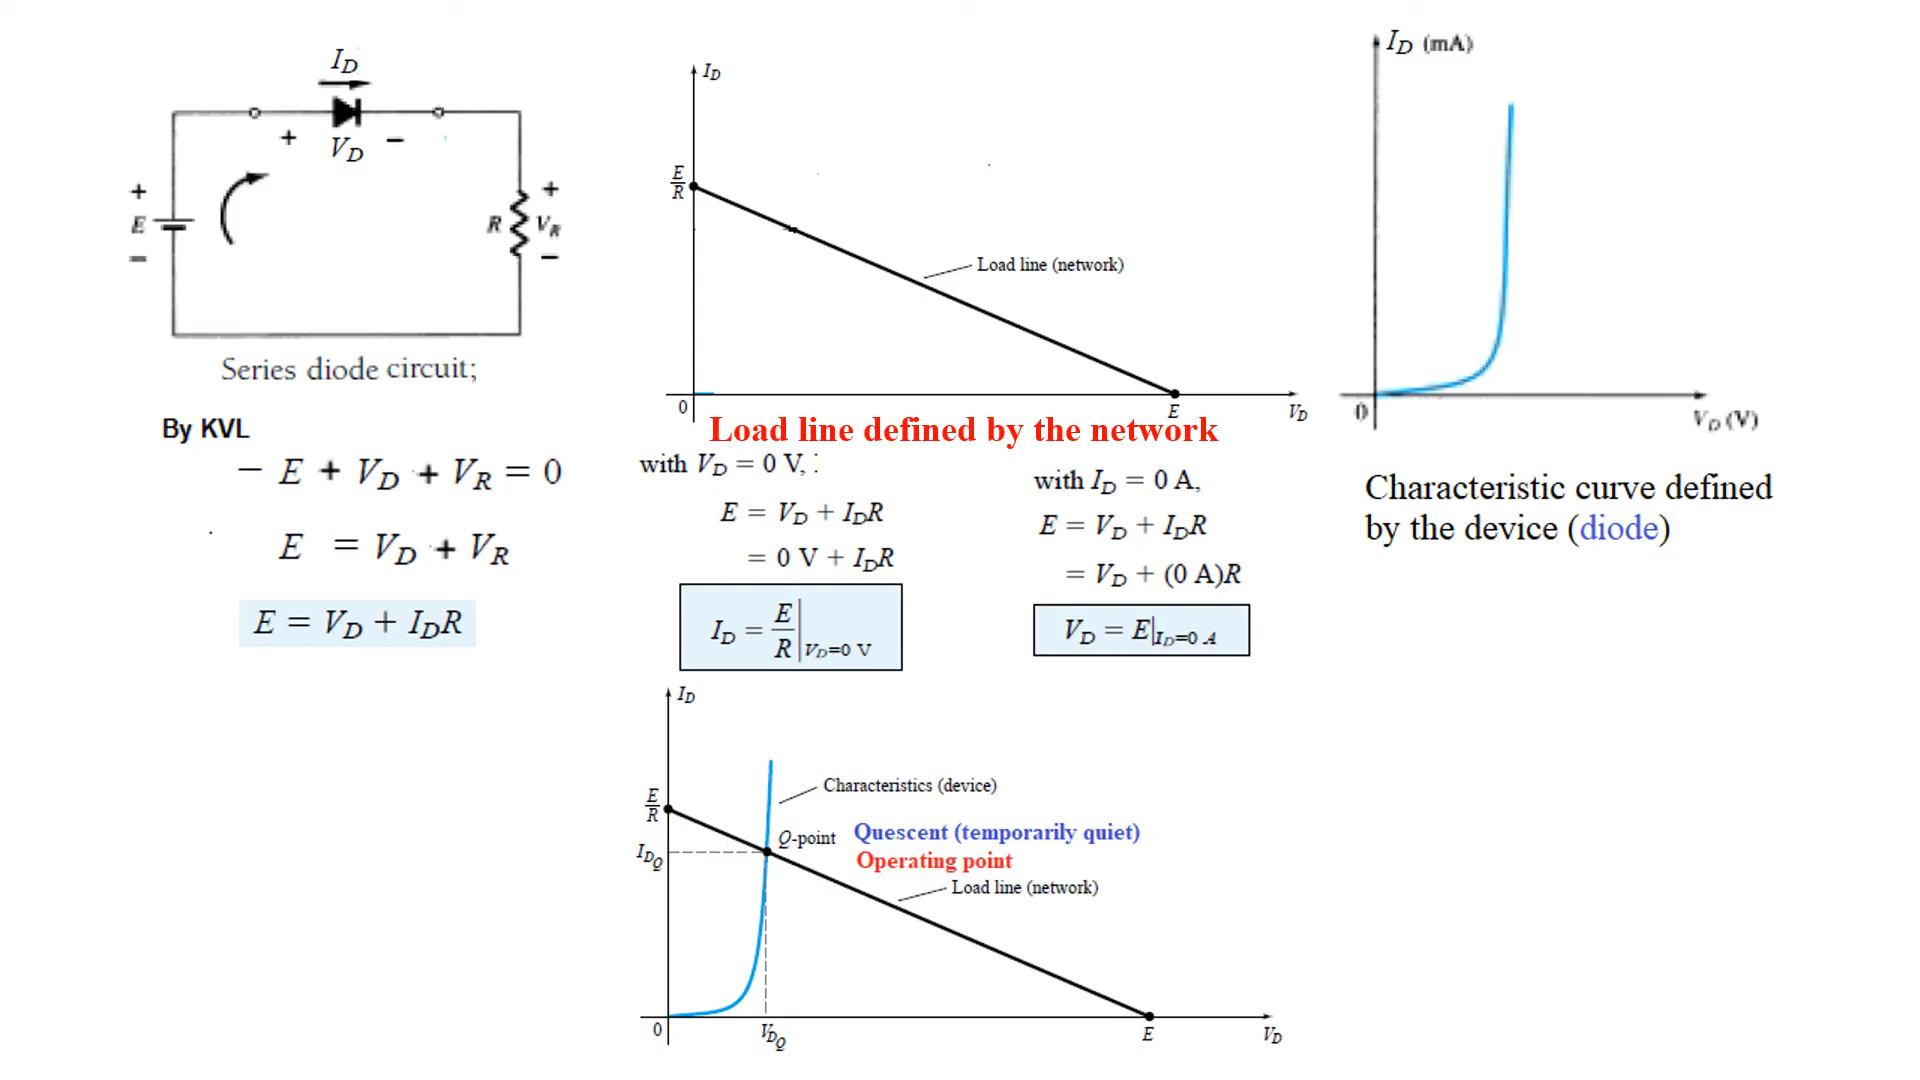 I_D
+ V_D −
+
E
−
R
+
V_R
−
Series diode circuit;
By KVL
− E + V_D + V_R = 0
E = V_D + V_R
E = V_D + I_D R
I_D
E/R
Load line (network)
0
E
V_D
Load line defined by the network
with V_D = 0 V, :
E = V_D + I_D R
= 0 V + I_D R
I_D = E/R |V_D=0 V
with I_D = 0 A,
E = V_D + I_D R
= V_D + (0 A)R
V_D = E|I_D=0 A
I_D (mA)
0
V_D (V)
Characteristic curve defined
by the device (diode)
I_D
Characteristics (device)
E/R
Q-point
Quescent (temporarily quiet)
Operating point
I_DQ
Load line (network)
0
V_DQ
E
V_D